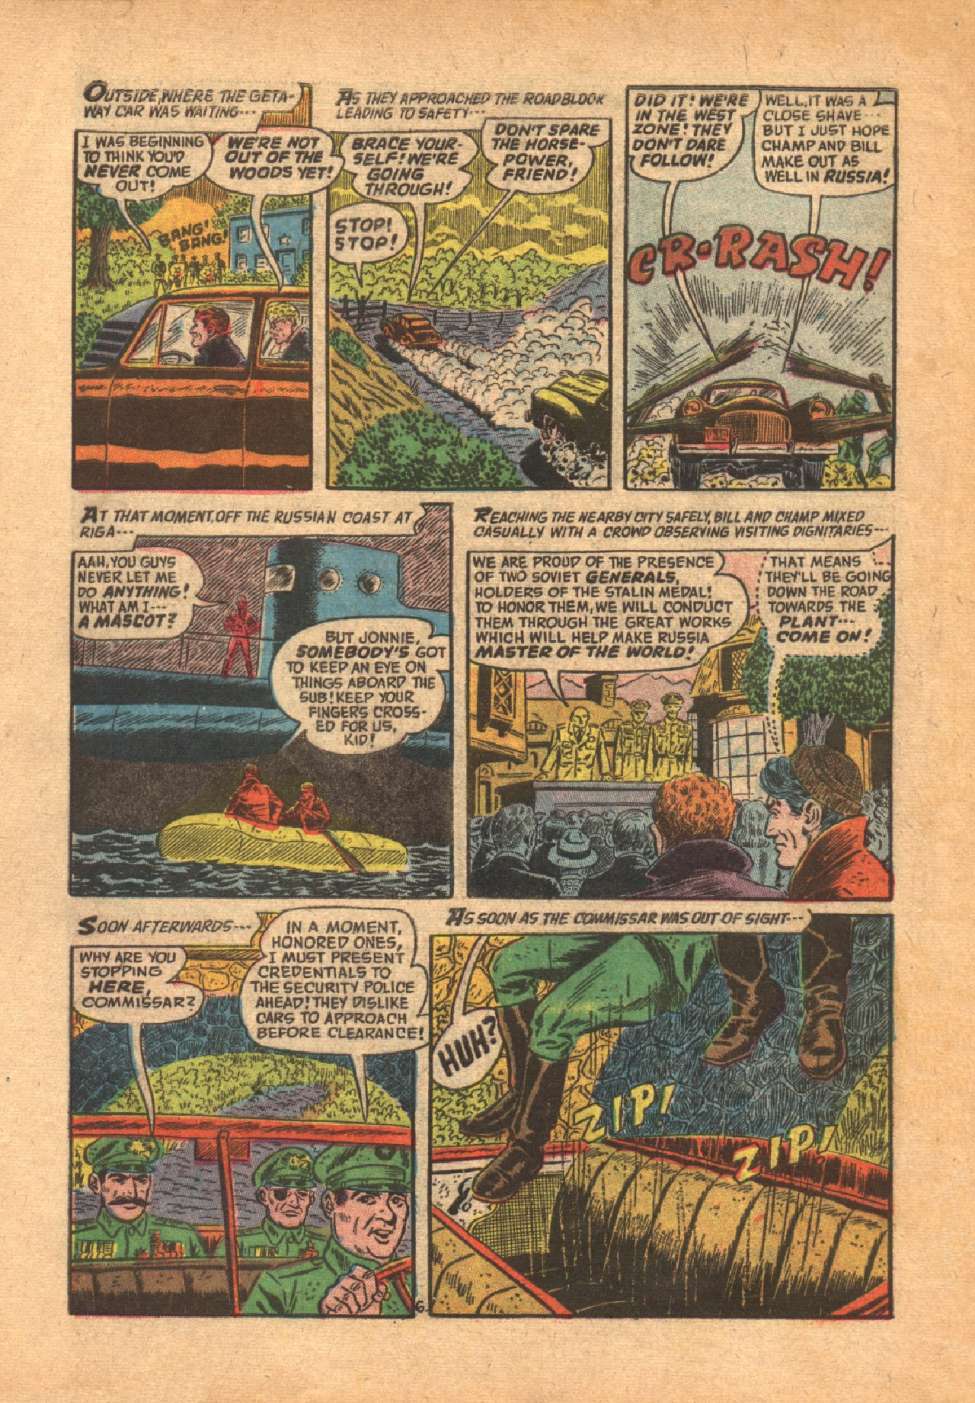 OUTSIDE, WHERE THE GETA-
WAY CAR WAS WAITING---
I WAS BEGINNING
TO THINK YOU'D
NEVER COME
OUT!
WE'RE NOT
OUT OF THE
WOODS YET!
BANG!
BANG!
AS THEY APPROACHED THE ROADBLOCK
LEADING TO SAFETY---
STOP!
STOP!
BRACE YOUR-
SELF! WE'RE
GOING
THROUGH!
DON'T SPARE
THE HORSE-
POWER,
FRIEND!
DID IT! WE'RE
IN THE WEST
ZONE! THEY
DON'T DARE
FOLLOW!
WELL, IT WAS A
CLOSE SHAVE---
BUT I JUST HOPE
CHAMP AND BILL
MAKE OUT AS
WELL IN RUSSIA!
CR-RASH!
AT THAT MOMENT, OFF THE RUSSIAN COAST AT
RIGA---
AAH, YOU GUYS
NEVER LET ME
DO ANYTHING!
WHAT AM I---
A MASCOT?
BUT JONNIE,
SOMEBODY'S GOT
TO KEEP AN EYE ON
THINGS ABOARD THE
SUB! KEEP YOUR
FINGERS CROSS-
ED FOR US,
KID!
REACHING THE NEARBY CITY SAFELY, BILL AND CHAMP MIXED
CASUALLY WITH A CROWD OBSERVING VISITING DIGNITARIES---
WE ARE PROUD OF THE PRESENCE
OF TWO SOVIET GENERALS,
HOLDERS OF THE STALIN MEDAL!
TO HONOR THEM, WE WILL CONDUCT
THEM THROUGH THE GREAT WORKS
WHICH WILL HELP MAKE RUSSIA
MASTER OF THE WORLD!
THAT MEANS
THEY'LL BE GOING
DOWN THE ROAD
TOWARDS THE
PLANT---
COME ON!
SOON AFTERWARDS---
WHY ARE YOU
STOPPING
HERE,
COMMISSAR?
IN A MOMENT,
HONORED ONES,
I MUST PRESENT
CREDENTIALS TO
THE SECURITY POLICE
AHEAD! THEY DISLIKE
CARS TO APPROACH
BEFORE CLEARANCE!
AS SOON AS THE COMMISSAR WAS OUT OF SIGHT---
HUH?
ZIP!
ZIP!
6